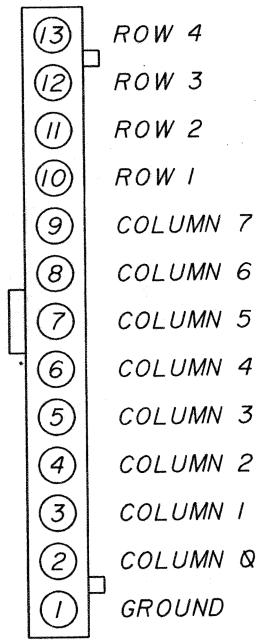 13 ROW 4
12 ROW 3
11 ROW 2
10 ROW 1
9 COLUMN 7
8 COLUMN 6
7 COLUMN 5
6 COLUMN 4
5 COLUMN 3
4 COLUMN 2
3 COLUMN 1
2 COLUMN 0
1 GROUND